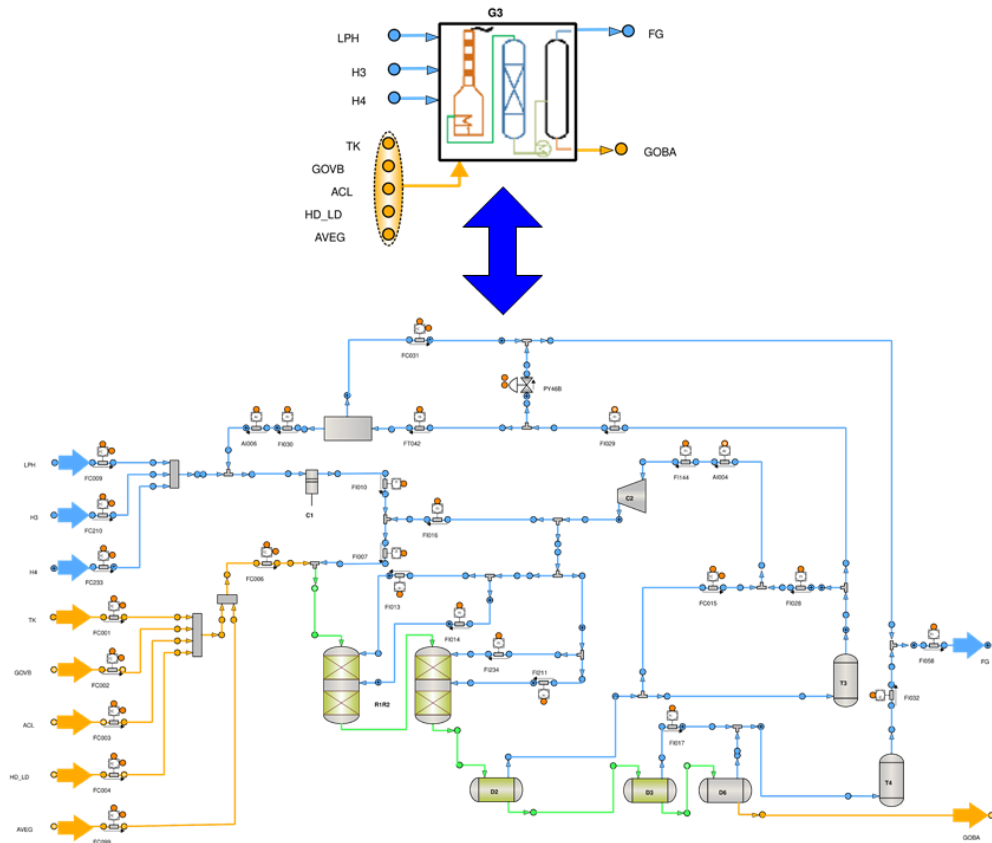 G3
LPH
FG
H3
H4
TK
GOVB
GOBA
ACL
HD_LD
AVEG
FC031
PY46B
AI006
FI030
FT042
FI029
LPH
FC009
FI144
AI004
C2
FI010
H3
C1
FC210
FI016
H4
FI007
FC233
FC006
FC015
FI028
FI013
TK
FC001
FI014
FI058
FG
FI234
GOVB
FC002
FI211
T3
R1R2
FI032
ACL
FC003
FI017
HD_LD
FC004
D2
D3
D6
T4
AVEG
FC099
GOBA